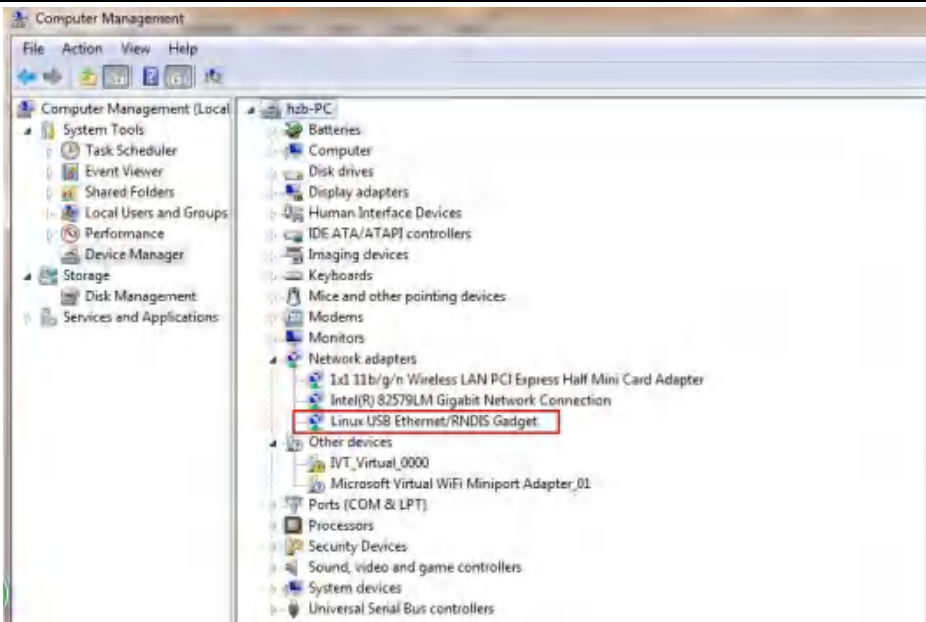 Computer Management
File Action View Help
Computer Management (Local
System Tools
Task Scheduler
Event Viewer
Shared Folders
Local Users and Groups
Performance
Device Manager
Storage
Disk Management
Services and Applications
hzb-PC
Batteries
Computer
Disk drives
Display adapters
Human Interface Devices
IDE ATA/ATAPI controllers
Imaging devices
Keyboards
Mice and other pointing devices
Modems
Monitors
Network adapters
1x1 11b/g/n Wireless LAN PCI Express Half Mini Card Adapter
Intel(R) 82579LM Gigabit Network Connection
Linux USB Ethernet/RNDIS Gadget
Other devices
IVT_Virtual_0000
Microsoft Virtual WiFi Miniport Adapter_01
Ports (COM & LPT)
Processors
Security Devices
Sound, video and game controllers
System devices
Universal Serial Bus controllers